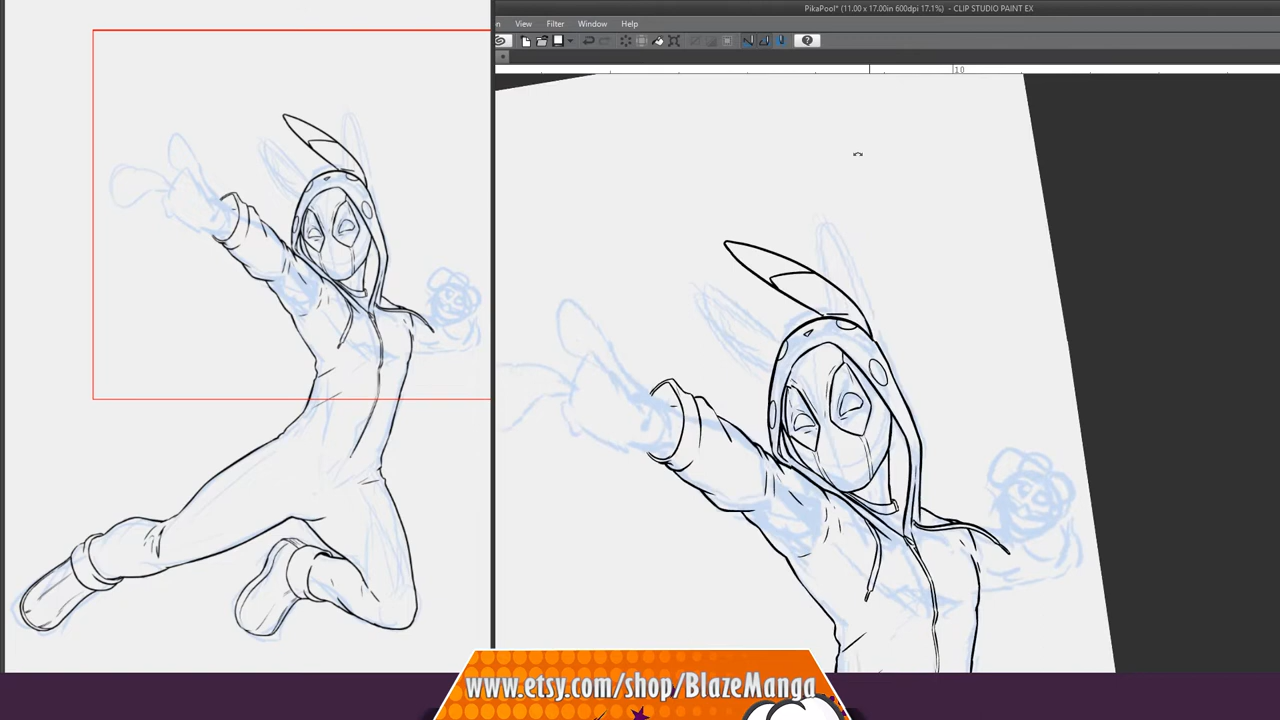 PikaPool* (11.00 x 17.00in 600dpi 17.1%) - CLIP STUDIO PAINT EX
View Filter Window Help
10
www.etsy.com/shop/BlazeManga